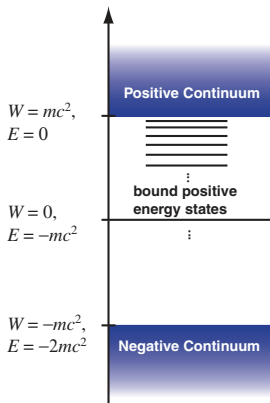 Positive Continuum
W = mc²,
E = 0
⋮
bound positive
energy states
W = 0,
E = −mc²
⋮
W = −mc²,
E = −2mc²
Negative Continuum